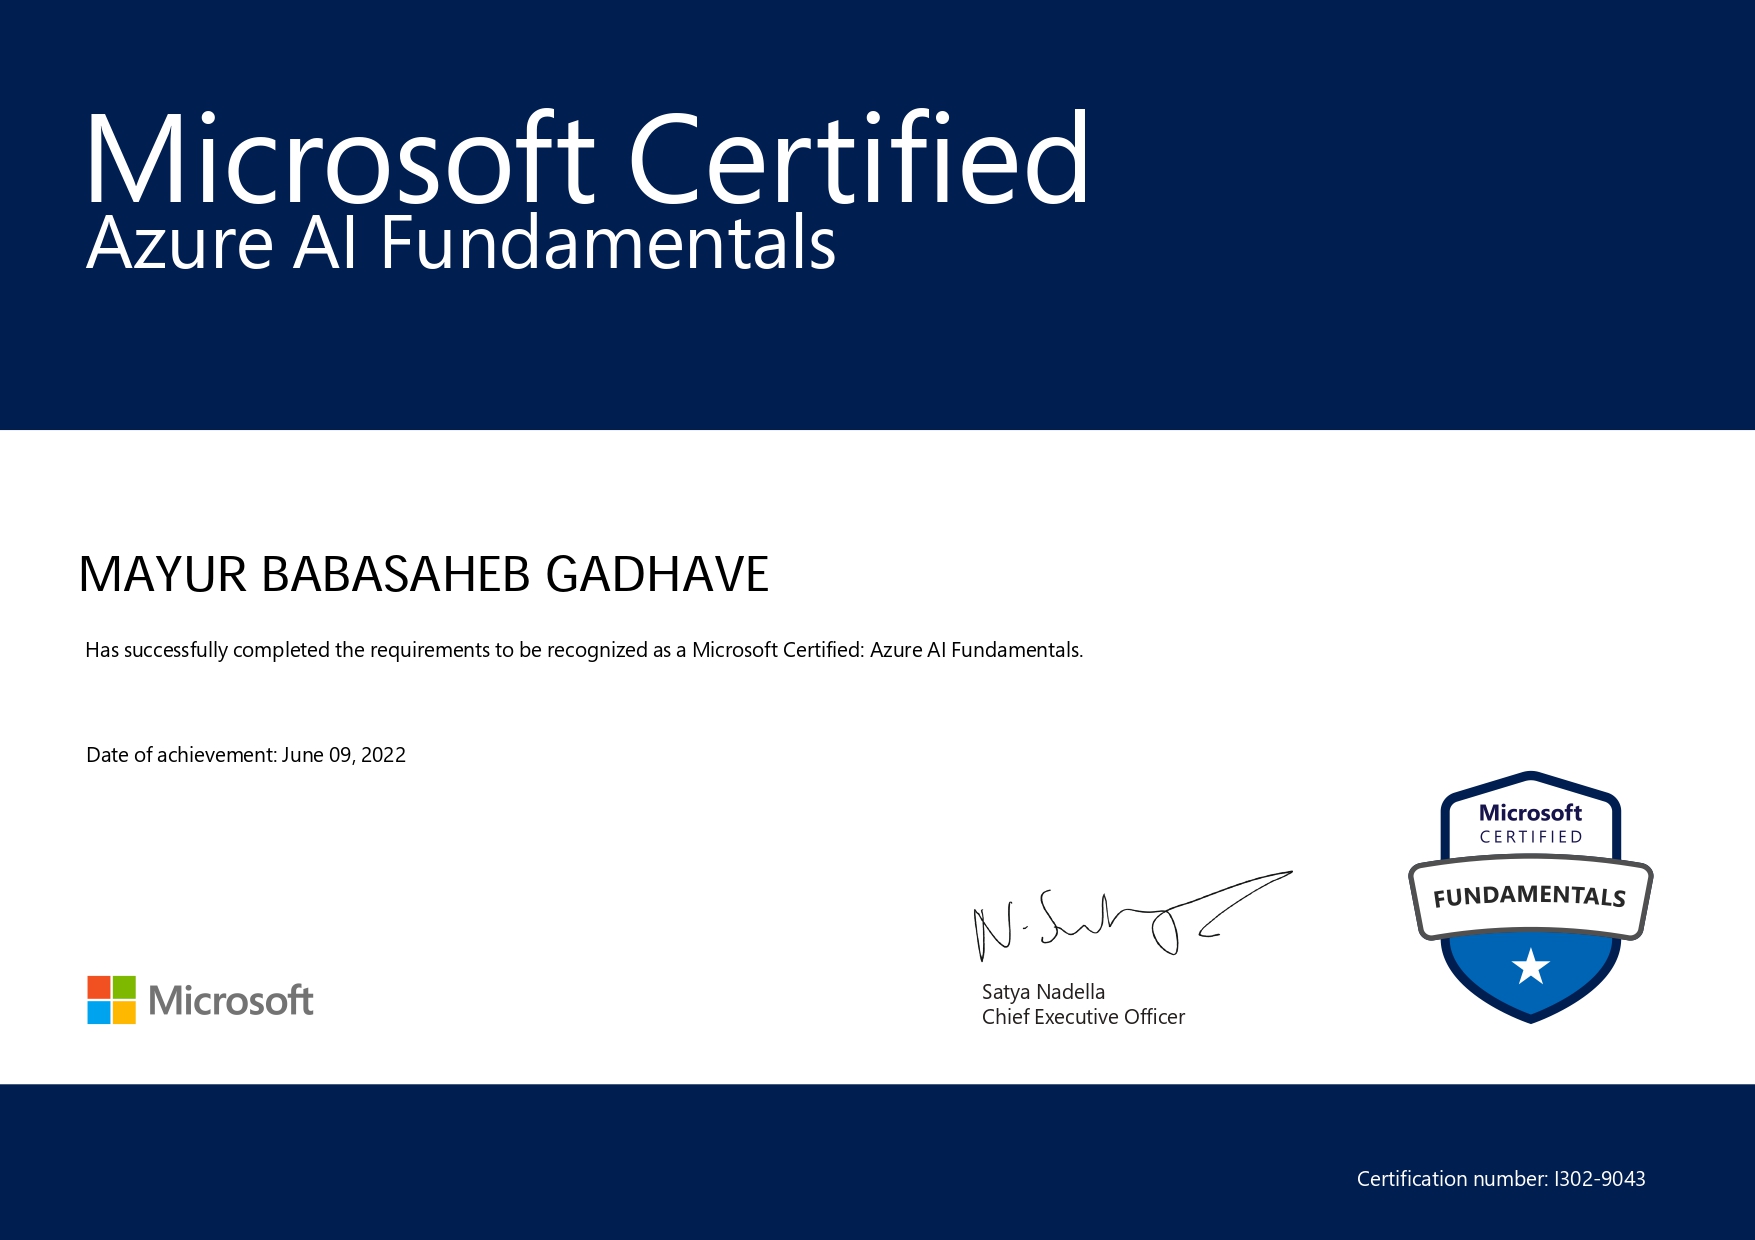 Microsoft Certified
Azure AI Fundamentals
MAYUR BABASAHEB GADHAVE
Has successfully completed the requirements to be recognized as a Microsoft Certified: Azure AI Fundamentals.
Date of achievement: June 09, 2022
Microsoft
CERTIFIED
FUNDAMENTALS
Microsoft
Satya Nadella
Chief Executive Officer
Certification number: I302-9043